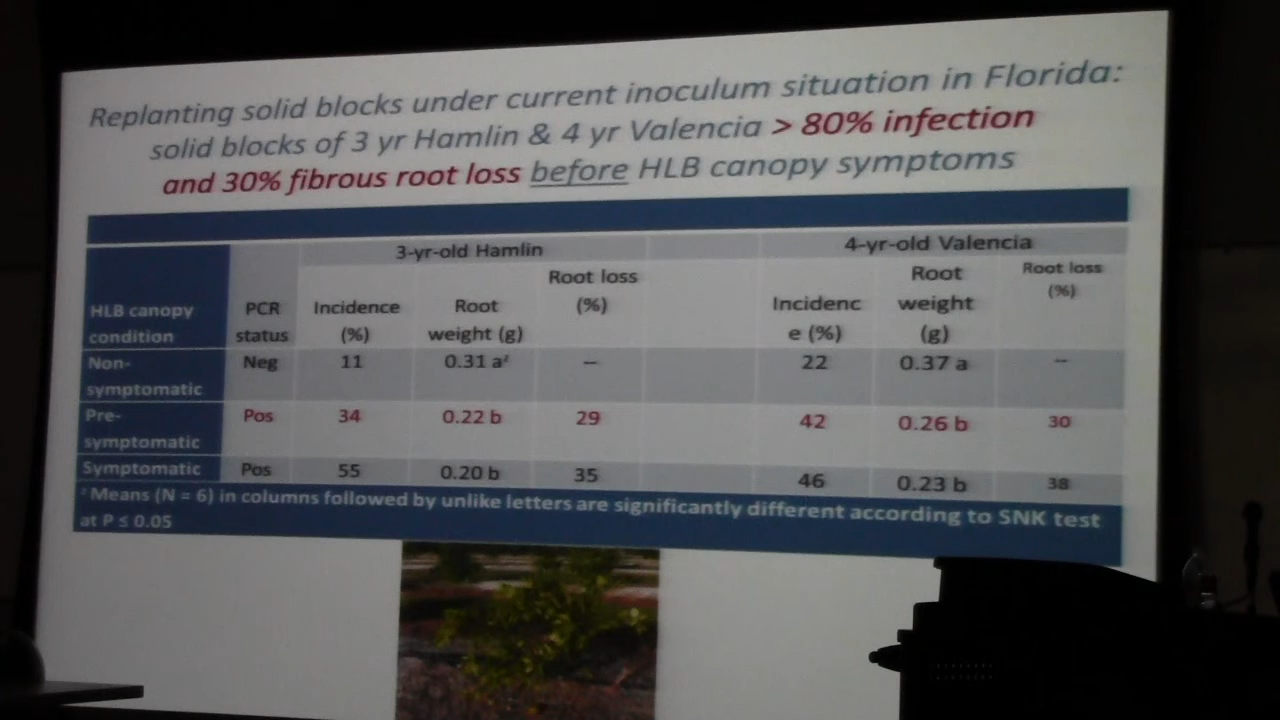 Replanting solid blocks under current inoculum situation in Florida:
solid blocks of 3 yr Hamlin & 4 yr Valencia > 80% infection
and 30% fibrous root loss before HLB canopy symptoms
3-yr-old Hamlin 4-yr-old Valencia
HLB canopy condition PCR status Incidence (%) Root weight (g) Root loss (%) Incidenc e (%) Root weight (g) Root loss (%)
Non-symptomatic Neg 11 0.31 aᶻ -- 22 0.37 a --
Pre-symptomatic Pos 34 0.22 b 29 42 0.26 b 30
Symptomatic Pos 55 0.20 b 35 46 0.23 b 38
ᶻ Means (N = 6) in columns followed by unlike letters are significantly different according to SNK test
at P ≤ 0.05